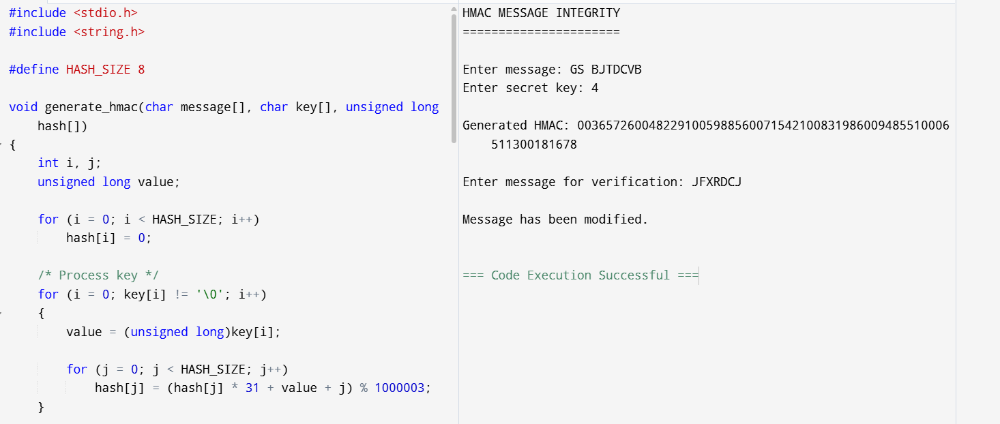 #include <stdio.h>
#include <string.h>
#define HASH_SIZE 8
void generate_hmac(char message[], char key[], unsigned long
hash[])
{
int i, j;
unsigned long value;
for (i = 0; i < HASH_SIZE; i++)
hash[i] = 0;
/* Process key */
for (i = 0; key[i] != '\0'; i++)
{
value = (unsigned long)key[i];
for (j = 0; j < HASH_SIZE; j++)
hash[j] = (hash[j] * 31 + value + j) % 1000003;
}
HMAC MESSAGE INTEGRITY
======================
Enter message: GS BJTDCVB
Enter secret key: 4
Generated HMAC: 0036572600482291005988560071542100831986009485510006
511300181678
Enter message for verification: JFXRDCJ
Message has been modified.
=== Code Execution Successful ===